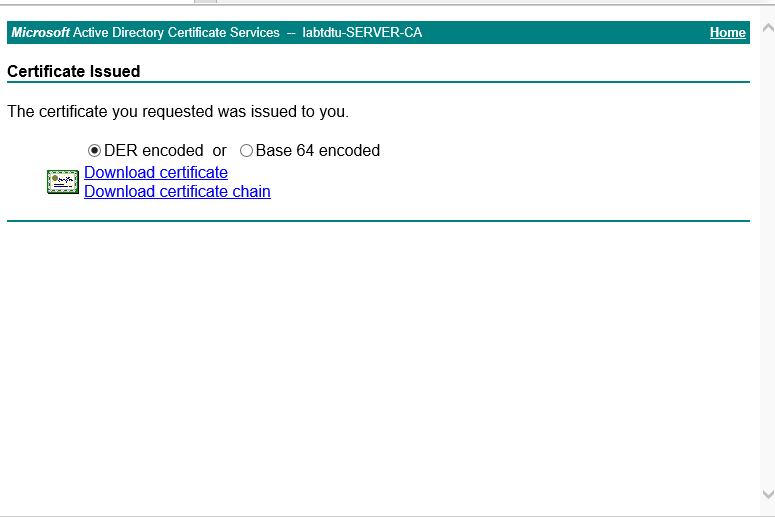 Microsoft Active Directory Certificate Services -- labtdtu-SERVER-CA Home
Certificate Issued
The certificate you requested was issued to you.
DER encoded or Base 64 encoded
Download certificate
Download certificate chain